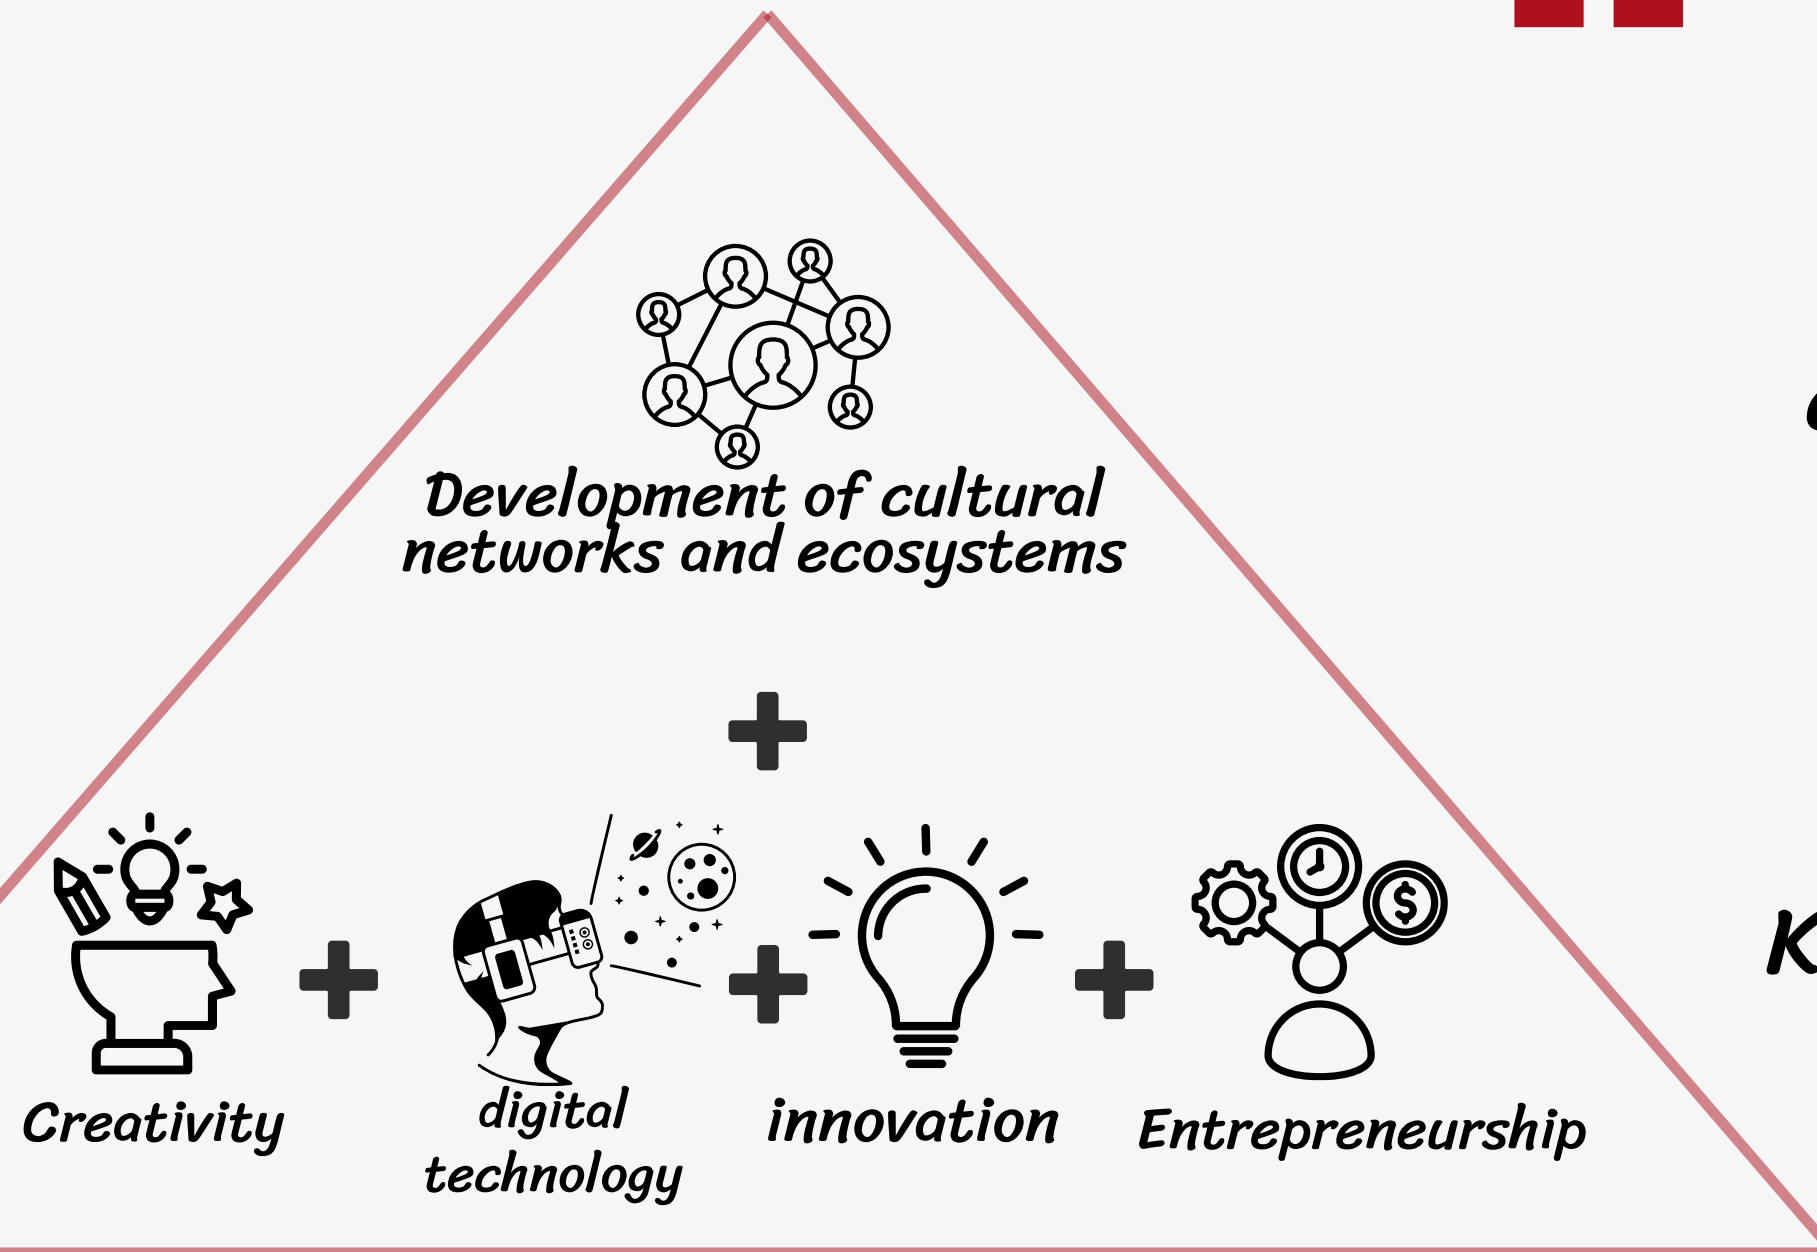 Development of cultural
networks and ecosystems
Creativity
digital
technology
innovation
Entrepreneurship